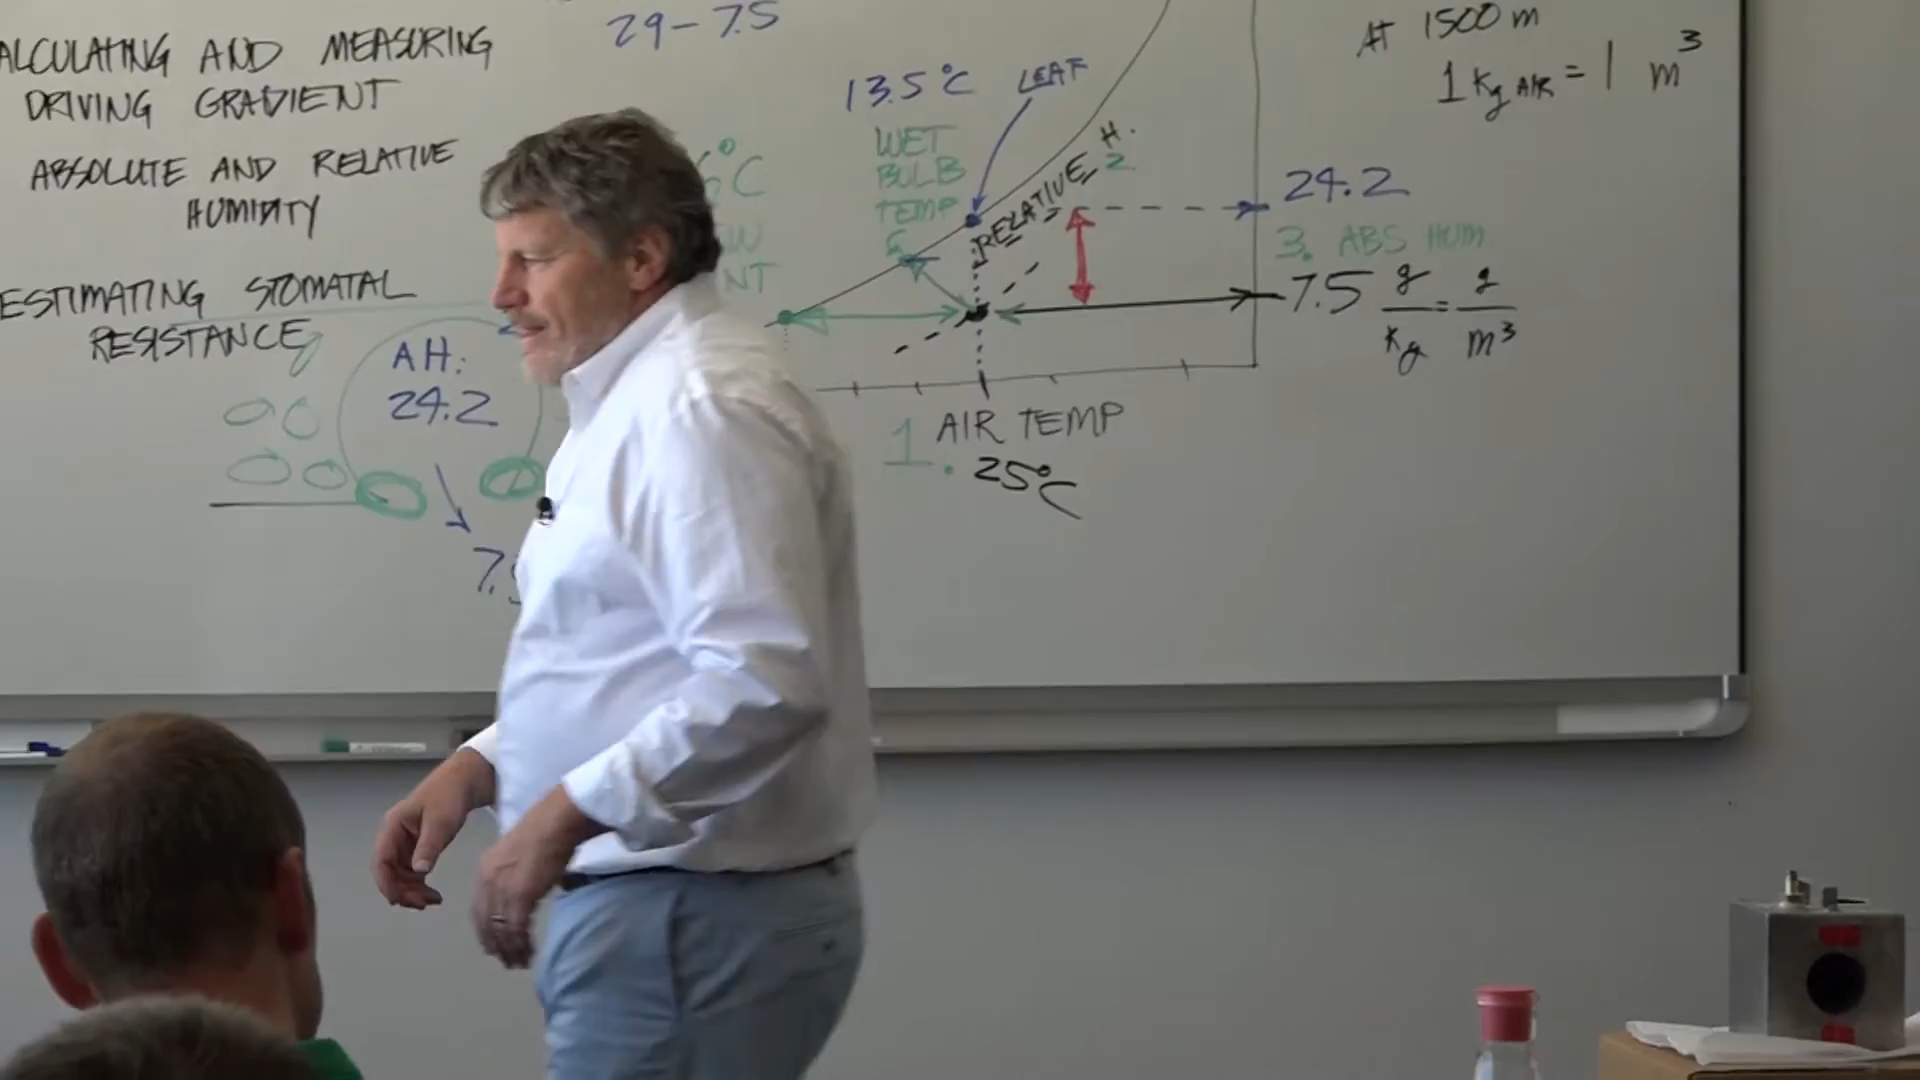 ALCULATING AND MEASURING
DRIVING GRADIENT
ABSOLUTE AND RELATIVE
HUMIDITY
ESTIMATING STOMATAL
RESISTANCE
AH:
24.2
29-7.5
°C
NT
13.5°C LEAF
WET
BULB
TEMP
RELATIVE H.
2
AT 1500 m
1 Kg AIR = 1 m³
24.2
3. ABS HUM
7.5 g/Kg = g/m³
1. AIR TEMP
25°C